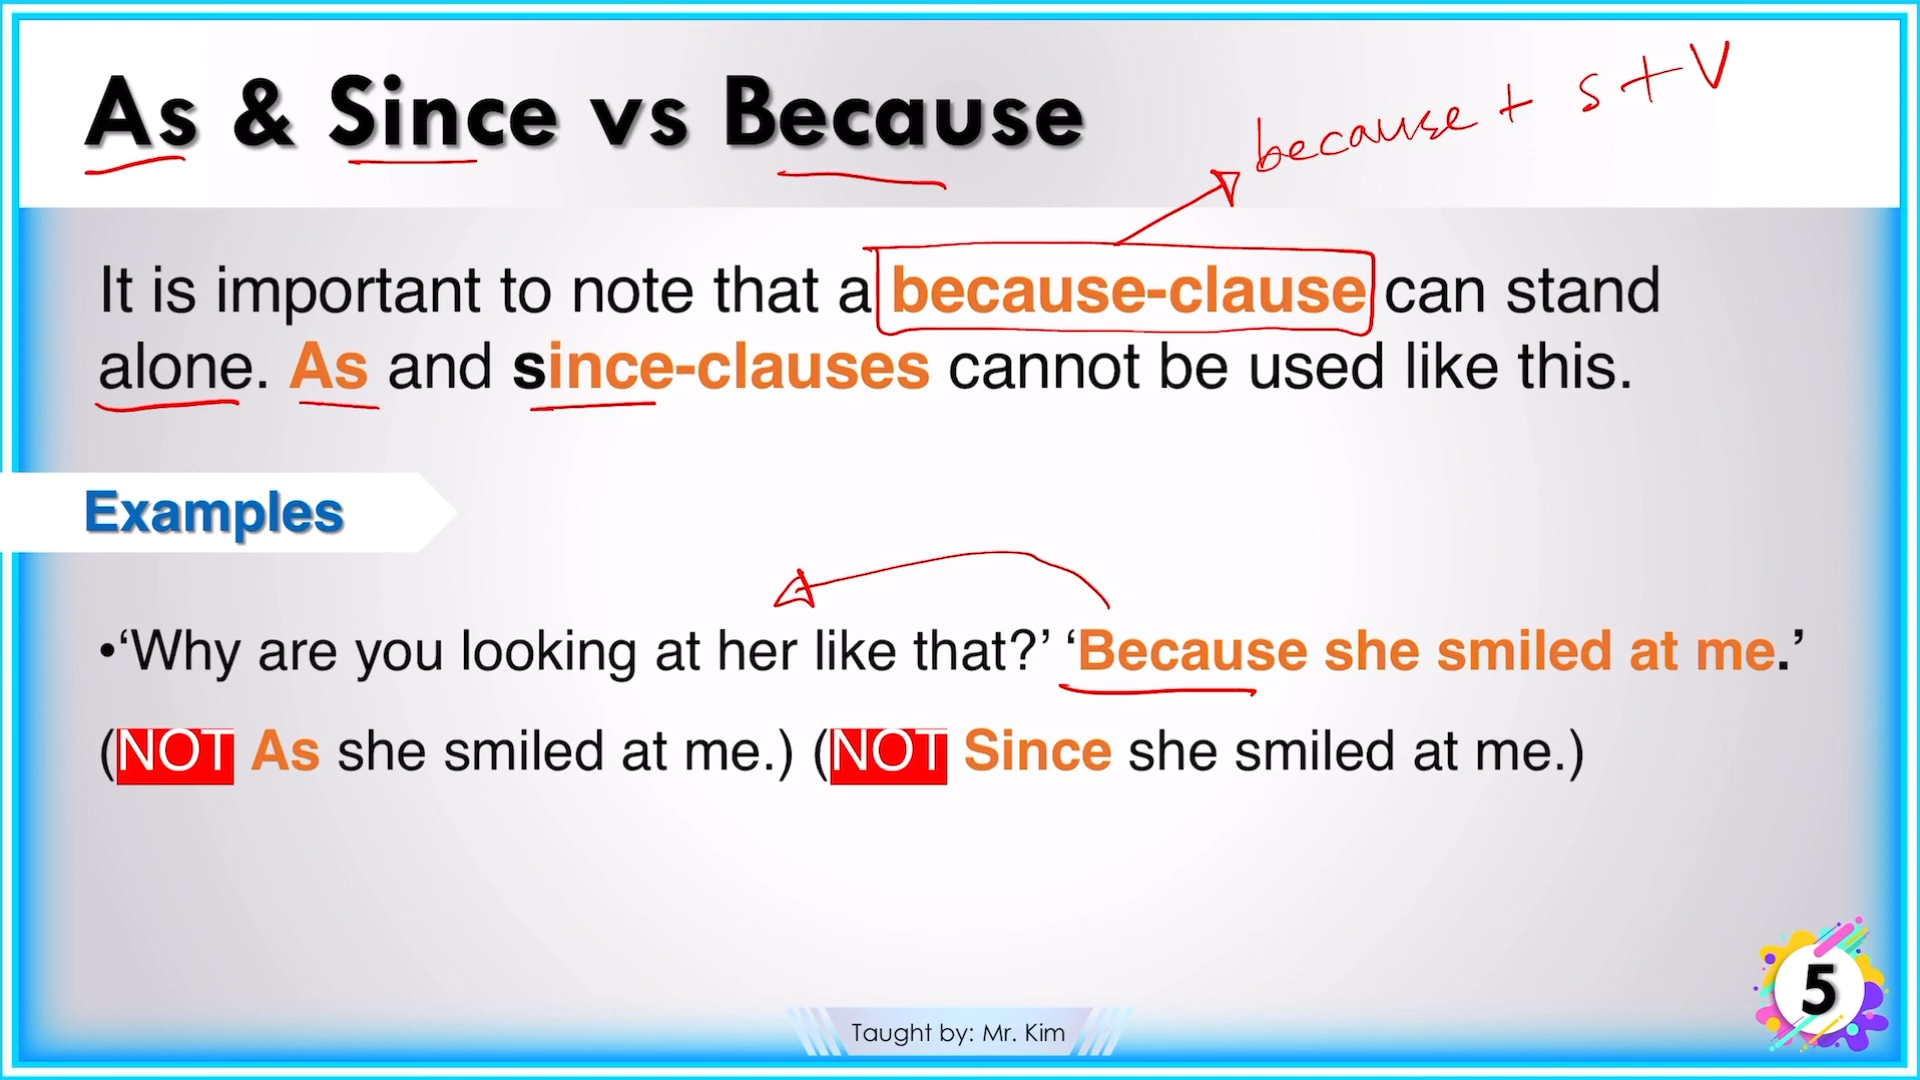 As & Since vs Because
because + s + V
It is important to note that a because-clause can stand
alone. As and since-clauses cannot be used like this.
Examples
•‘Why are you looking at her like that?’ ‘Because she smiled at me.’
(NOT As she smiled at me.) (NOT Since she smiled at me.)
5
Taught by: Mr. Kim